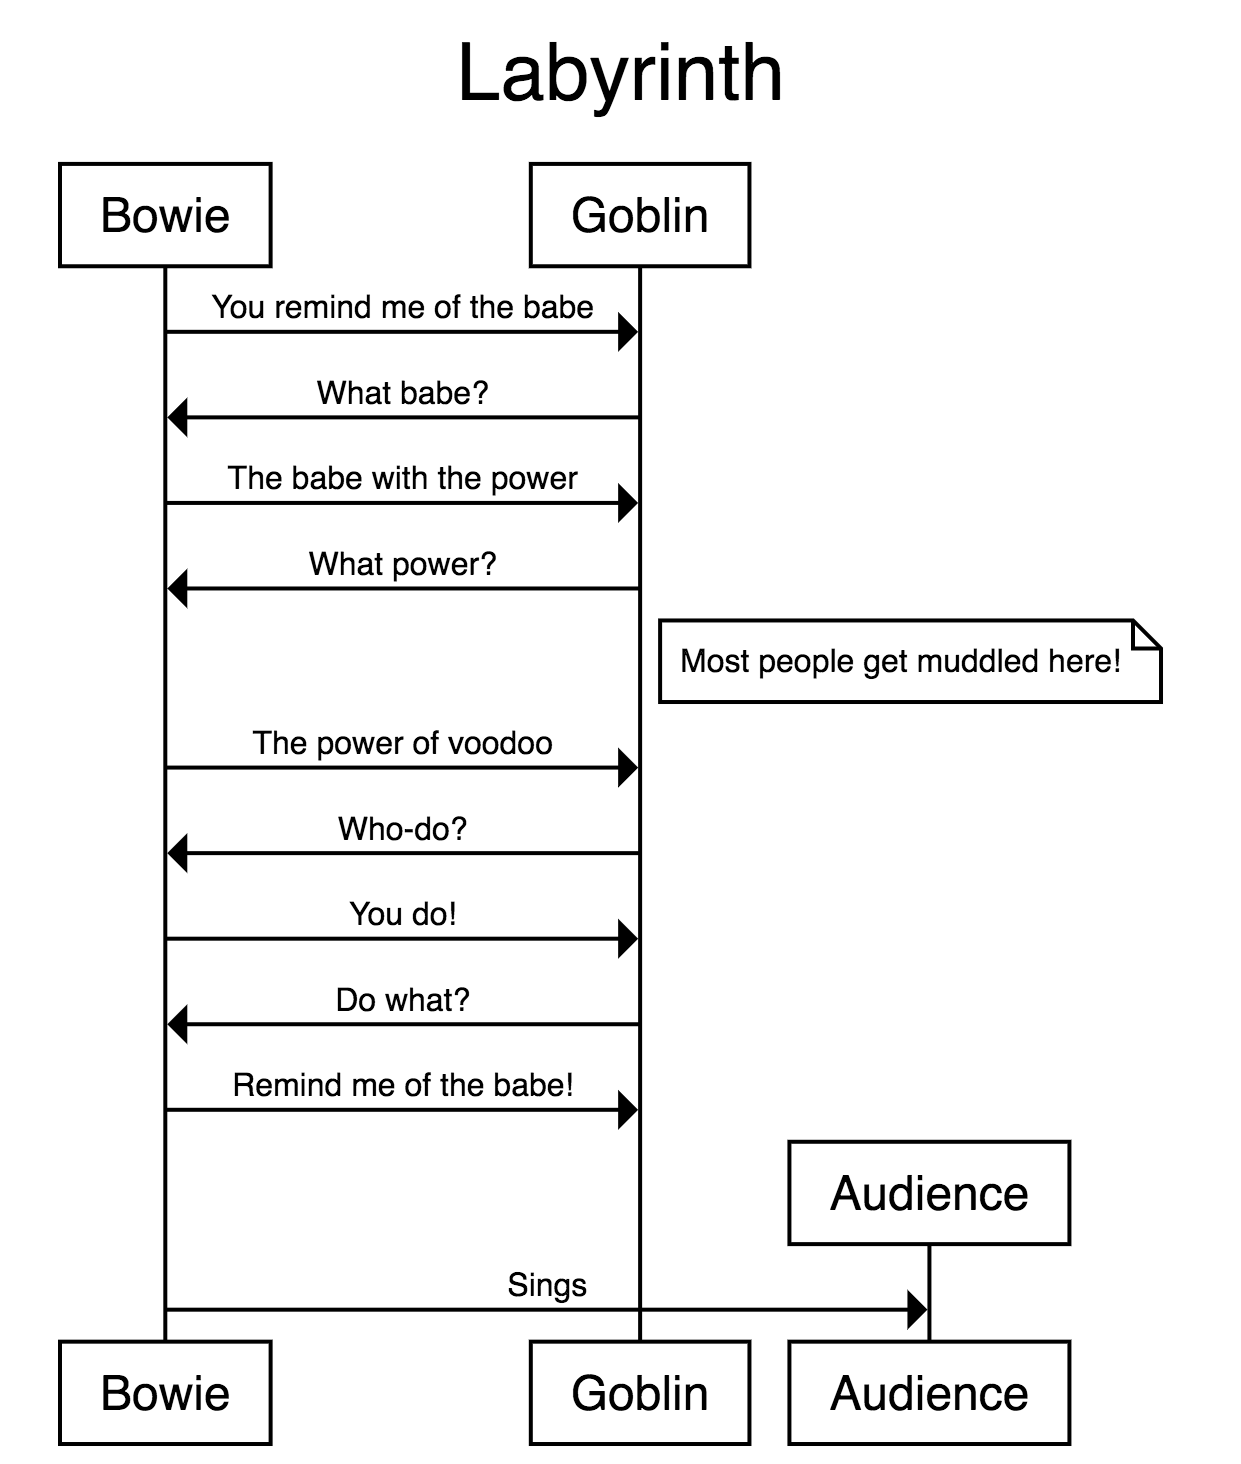 Labyrinth
Bowie
Goblin
You remind me of the babe
What babe?
The babe with the power
What power?
Most people get muddled here!
The power of voodoo
Who-do?
You do!
Do what?
Remind me of the babe!
Audience
Sings
Bowie
Goblin
Audience